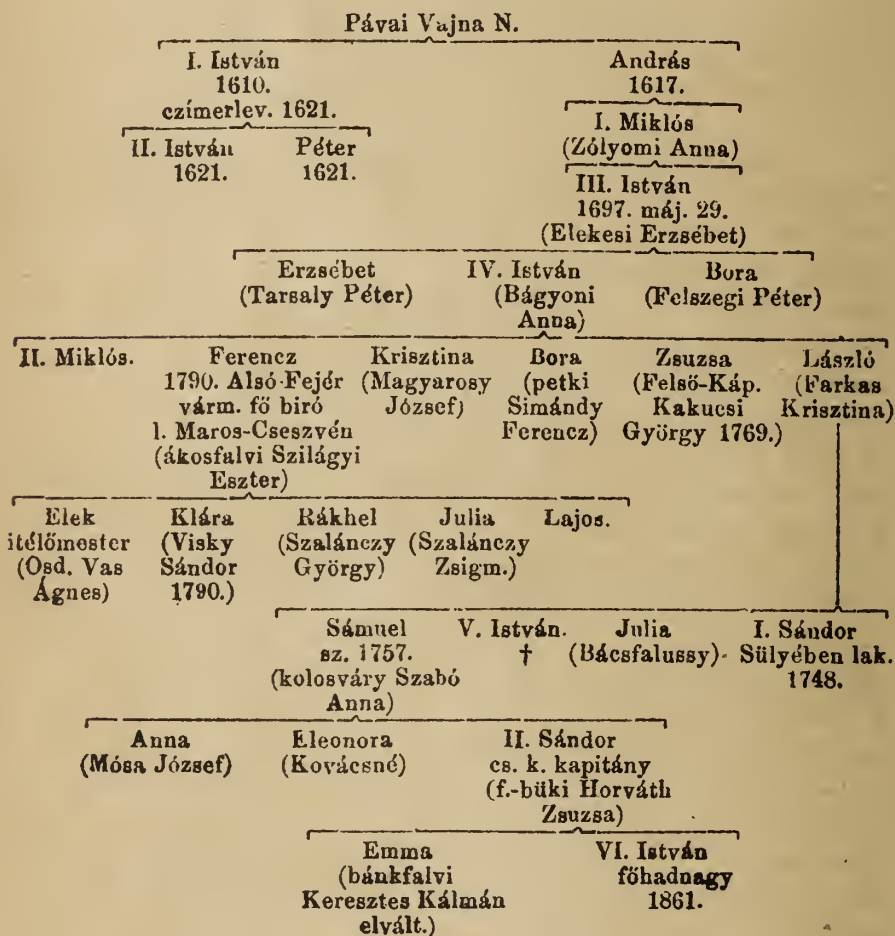 Pávai Vajna N.
I. István András
1610. 1617.
czímerlev. 1621. I. Miklós
II. István Péter (Zólyomi Anna)
1621. 1621. III. István
1697. máj. 29.
(Elekesi Erzsébet)
Erzsébet IV. István Bora
(Tarsaly Péter) (Bágyoni (Felszegi Péter)
Anna)
II. Miklós. Ferencz Krisztina Bora Zsuzsa László
1790. Alsó-Fejér (Magyarosy (petki (Felső-Káp. (Farkas
várm. fő biró József) Simándy Kakucsi Krisztina)
l. Maros-Cseszvén Ferencz) György 1769.)
(ákosfalvi Szilágyi
Eszter)
Elek Klára Rákhel Julia Lajos.
itélőmester (Visky (Szalánczy (Szalánczy
(Osd. Vas Sándor György) Zsigm.)
Ágnes) 1790.)
Sámuel V. István. Julia I. Sándor
sz. 1757. † (Bácsfalussy) Sülyében lak.
(kolosváry Szabó 1748.
Anna)
Anna Eleonora II. Sándor
(Mósa József) (Kovácsné) cs. k. kapitány
(f.-büki Horváth
Zsuzsa)
Emma VI. István
(bánkfalvi főhadnagy
Keresztes Kálmán 1861.
elvált.)